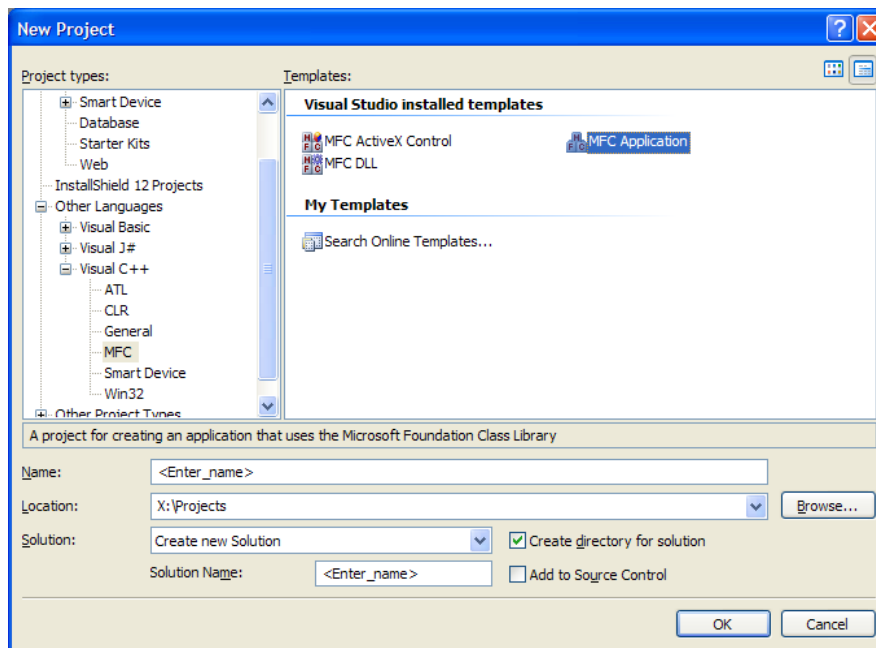 New Project
Project types:
Templates:
Smart Device
Database
Starter Kits
Web
InstallShield 12 Projects
Other Languages
Visual Basic
Visual J#
Visual C++
ATL
CLR
General
MFC
Smart Device
Win32
Other Project Types
Visual Studio installed templates
MFC ActiveX Control
MFC Application
MFC DLL
My Templates
Search Online Templates...
A project for creating an application that uses the Microsoft Foundation Class Library
Name:
<Enter_name>
Location:
X:\Projects
Browse...
Solution:
Create new Solution
Create directory for solution
Solution Name:
<Enter_name>
Add to Source Control
OK
Cancel